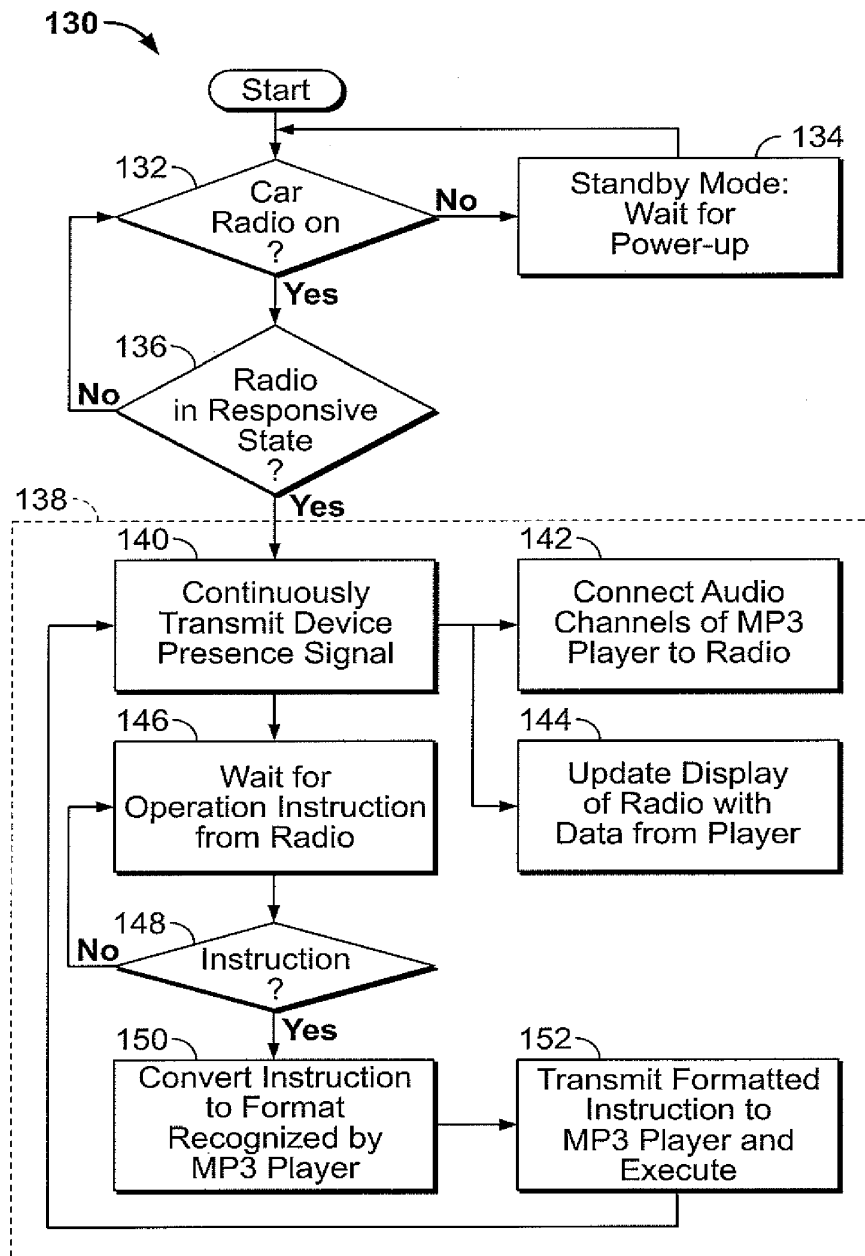 130
Start
132
Car
Radio on
?
No
134
Standby Mode:
Wait for
Power-up
Yes
136
Radio
in Responsive
State
?
No
Yes
138
140
Continuously
Transmit Device
Presence Signal
142
Connect Audio
Channels of MP3
Player to Radio
144
Update Display
of Radio with
Data from Player
146
Wait for
Operation Instruction
from Radio
148
Instruction
?
No
Yes
150
Convert Instruction
to Format
Recognized by
MP3 Player
152
Transmit Formatted
Instruction to
MP3 Player and
Execute